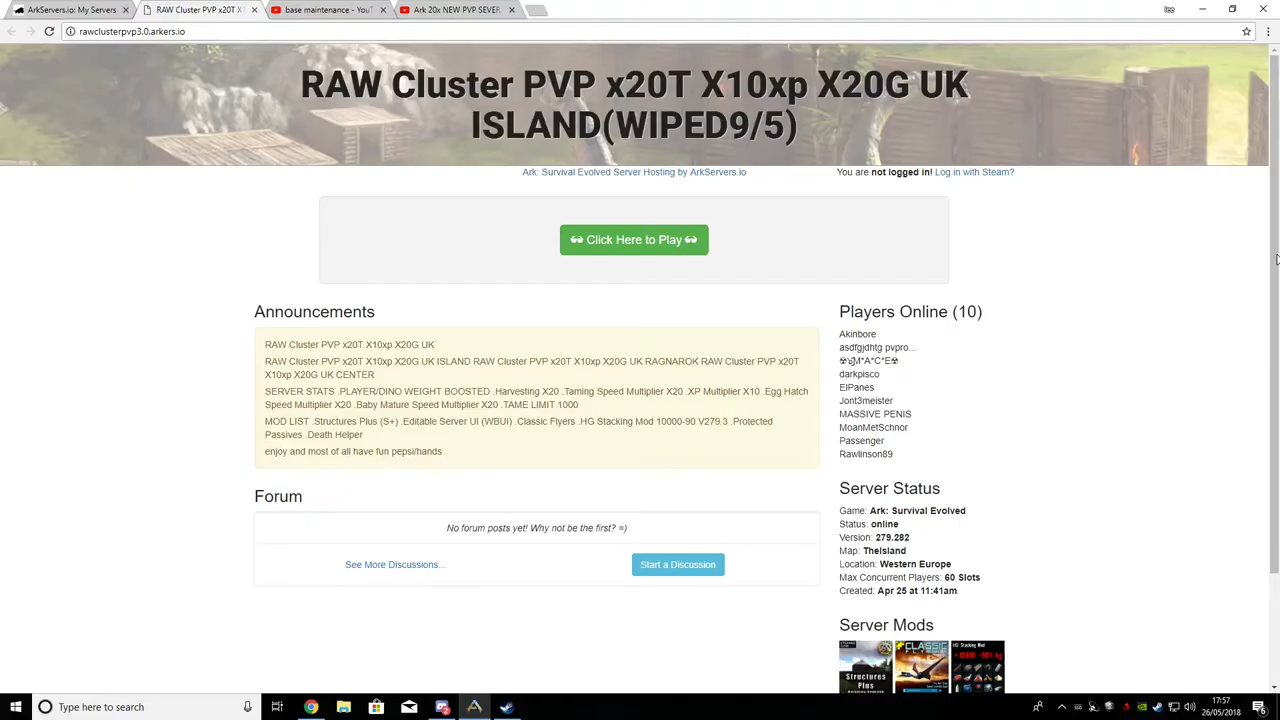 ArkServers.io: My Servers
RAW Cluster PVP x20T X
base maintenance - YouT
Ark 20x NEW PVP SEVER
rawclusterpvp3.0.arkers.io
RAW Cluster PVP x20T X10xp X20G UK
ISLAND(WIPED9/5)
Ark: Survival Evolved Server Hosting by ArkServers.io
You are not logged in! Log in with Steam?
Click Here to Play
Announcements
RAW Cluster PVP x20T X10xp X20G UK
RAW Cluster PVP x20T X10xp X20G UK ISLAND RAW Cluster PVP x20T X10xp X20G UK RAGNAROK RAW Cluster PVP x20T
X10xp X20G UK CENTER
SERVER STATS .PLAYER/DINO WEIGHT BOOSTED .Harvesting X20 .Taming Speed Multiplier X20 .XP Multiplier X10 .Egg Hatch
Speed Multiplier X20 .Baby Mature Speed Multiplier X20 .TAME LIMIT 1000
MOD LIST .Structures Plus (S+) .Editable Server UI (WBUI) .Classic Flyers .HG Stacking Mod 10000-90 V279.3 .Protected
Passives .Death Helper
enjoy and most of all have fun pepsi/hands
Forum
No forum posts yet! Why not be the first? =)
See More Discussions...
Start a Discussion
Players Online (10)
Akinbore
asdfgjdhtg pvpro...
darkpisco
ElPanes
Jont3meister
MASSIVE PENIS
MoanMetSchnor
Passenger
Rawlinson89
Server Status
Game: Ark: Survival Evolved
Status: online
Version: 279.282
Map: TheIsland
Location: Western Europe
Max Concurrent Players: 60 Slots
Created: Apr 25 at 11:41am
Server Mods
Structures
Plus
CLASSIC
HG Stacking Mod
Type here to search
17:57
26/05/2018